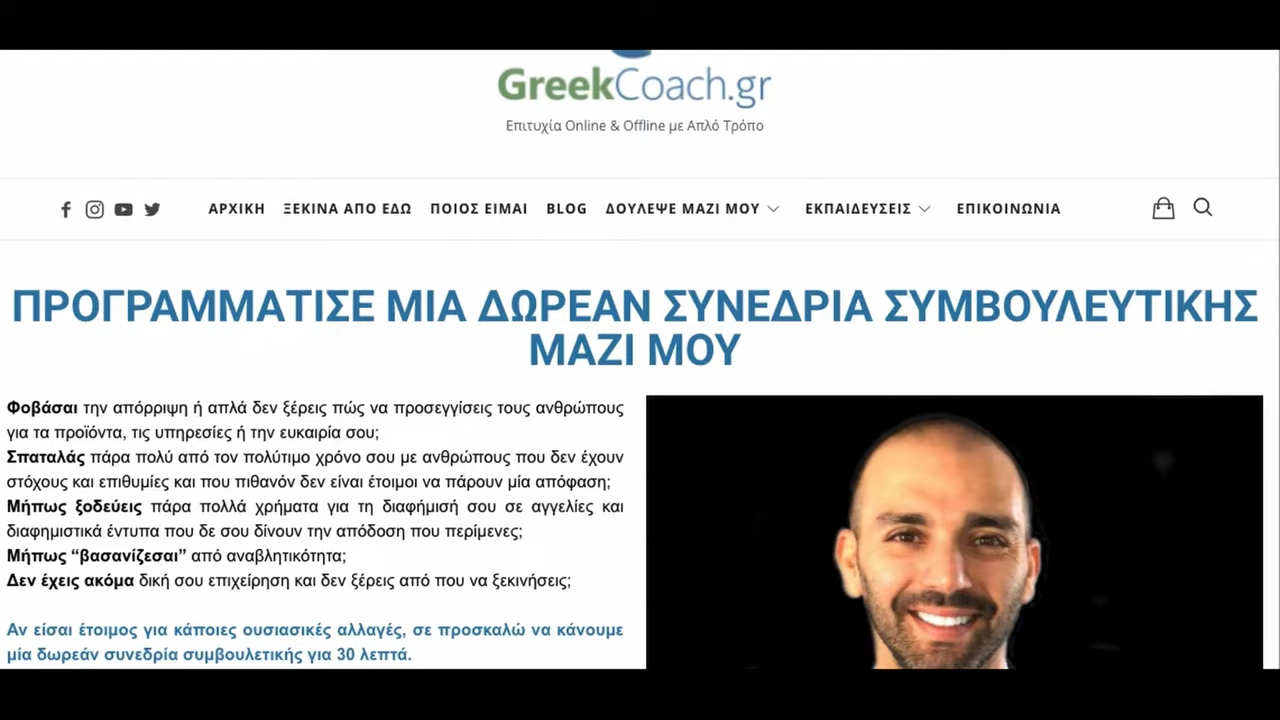 GreekCoach.gr
Επιτυχία Online & Offline με Απλό Τρόπο
ΑΡΧΙΚΗ ΞΕΚΙΝΑ ΑΠΟ ΕΔΩ ΠΟΙΟΣ ΕΙΜΑΙ BLOG ΔΟΥΛΕΨΕ ΜΑΖΙ ΜΟΥ ΕΚΠΑΙΔΕΥΣΕΙΣ ΕΠΙΚΟΙΝΩΝΙΑ
ΠΡΟΓΡΑΜΜΑΤΙΣΕ ΜΙΑ ΔΩΡΕΑΝ ΣΥΝΕΔΡΙΑ ΣΥΜΒΟΥΛΕΥΤΙΚΗΣ
ΜΑΖΙ ΜΟΥ
Φοβάσαι την απόρριψη ή απλά δεν ξέρεις πώς να προσεγγίσεις τους ανθρώπους
για τα προϊόντα, τις υπηρεσίες ή την ευκαιρία σου;
Σπαταλάς πάρα πολύ από τον πολύτιμο χρόνο σου με ανθρώπους που δεν έχουν
στόχους και επιθυμίες και που πιθανόν δεν είναι έτοιμοι να πάρουν μία απόφαση;
Μήπως ξοδεύεις πάρα πολλά χρήματα για τη διαφήμισή σου σε αγγελίες και
διαφημιστικά έντυπα που δε σου δίνουν την απόδοση που περίμενες;
Μήπως “βασανίζεσαι” από αναβλητικότητα;
Δεν έχεις ακόμα δική σου επιχείρηση και δεν ξέρεις από που να ξεκινήσεις;
Αν είσαι έτοιμος για κάποιες ουσιασικές αλλαγές, σε προσκαλώ να κάνουμε
μία δωρεάν συνεδρία συμβουλετικής για 30 λεπτά.